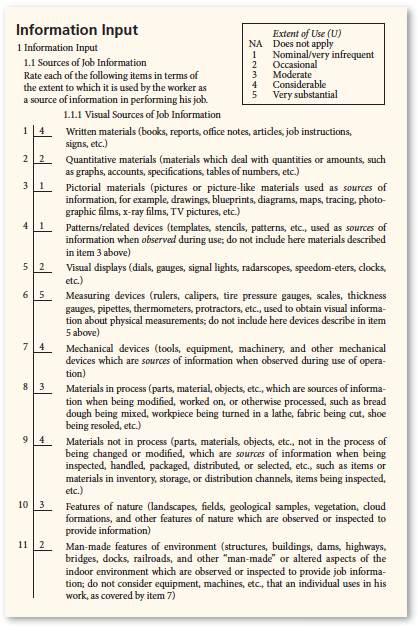 Information Input
1 Information Input
1.1 Sources of Job Information
Rate each of the following items in terms of
the extent to which it is used by the worker as
a source of information in performing his job.
Extent of Use (U)
NA Does not apply
1 Nominal/very infrequent
2 Occasional
3 Moderate
4 Considerable
5 Very substantial
1.1.1 Visual Sources of Job Information
1 4 Written materials (books, reports, office notes, articles, job instructions,
signs, etc.)
2 2 Quantitative materials (materials which deal with quantities or amounts, such
as graphs, accounts, specifications, tables of numbers, etc.)
3 1 Pictorial materials (pictures or picture-like materials used as sources of
information, for example, drawings, blueprints, diagrams, maps, tracing, photo-
graphic films, x-ray films, TV pictures, etc.)
4 1 Patterns/related devices (templates, stencils, patterns, etc., used as sources of
information when observed during use; do not include here materials described
in item 3 above)
5 2 Visual displays (dials, gauges, signal lights, radarscopes, speedom-eters, clocks,
etc.)
6 5 Measuring devices (rulers, calipers, tire pressure gauges, scales, thickness
gauges, pipettes, thermometers, protractors, etc., used to obtain visual informa-
tion about physical measurements; do not include here devices describe in item
5 above)
7 4 Mechanical devices (tools, equipment, machinery, and other mechanical
devices which are sources of information when observed during use of opera-
tion)
8 3 Materials in process (parts, material, objects, etc., which are sources of informa-
tion when being modified, worked on, or otherwise processed, such as bread
dough being mixed, workpiece being turned in a lathe, fabric being cut, shoe
being resoled, etc.)
9 4 Materials not in process (parts, materials, objects, etc., not in the process of
being changed or modified, which are sources of information when being
inspected, handled, packaged, distributed, or selected, etc., such as items or
materials in inventory, storage, or distribution channels, items being inspected,
etc.)
10 3 Features of nature (landscapes, fields, geological samples, vegetation, cloud
formations, and other features of nature which are observed or inspected to
provide information)
11 2 Man-made features of environment (structures, buildings, dams, highways,
bridges, docks, railroads, and other "man-made" or altered aspects of the
indoor environment which are observed or inspected to provide job informa-
tion; do not consider equipment, machines, etc., that an individual uses in his
work, as covered by item 7)